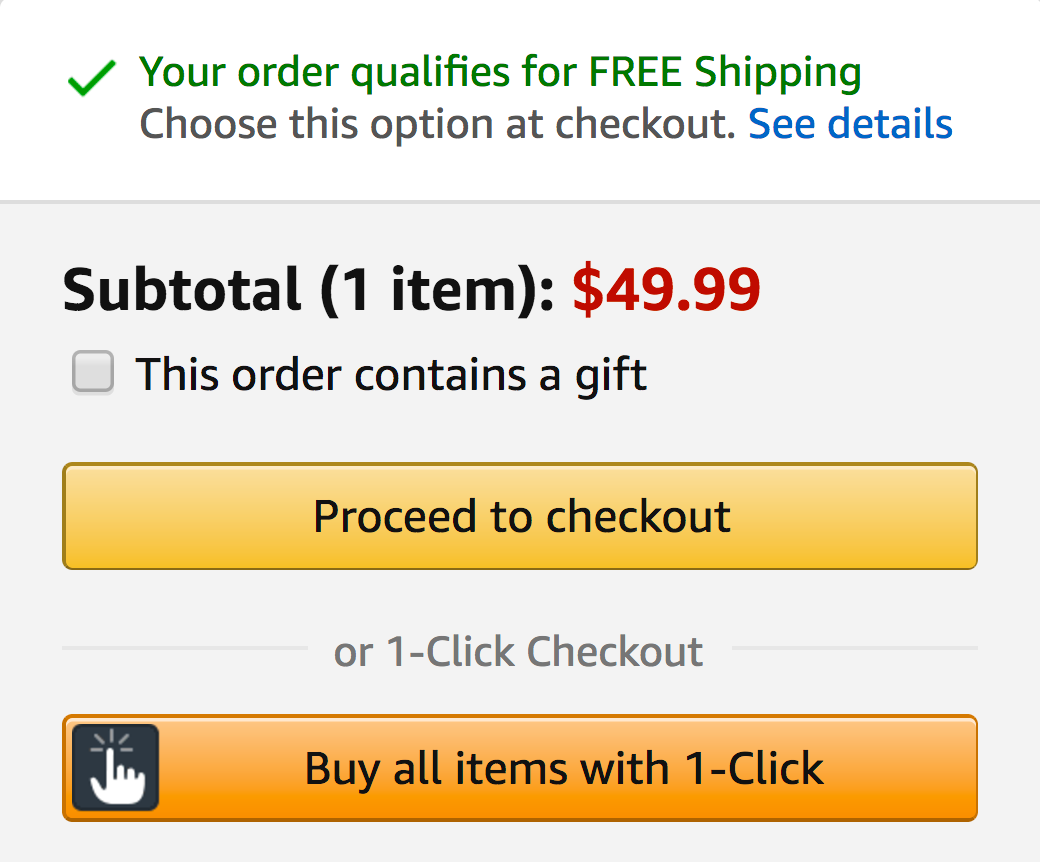 Your order qualifies for FREE Shipping
Choose this option at checkout. See details
Subtotal (1 item): $49.99
This order contains a gift
Proceed to checkout
or 1-Click Checkout
Buy all items with 1-Click